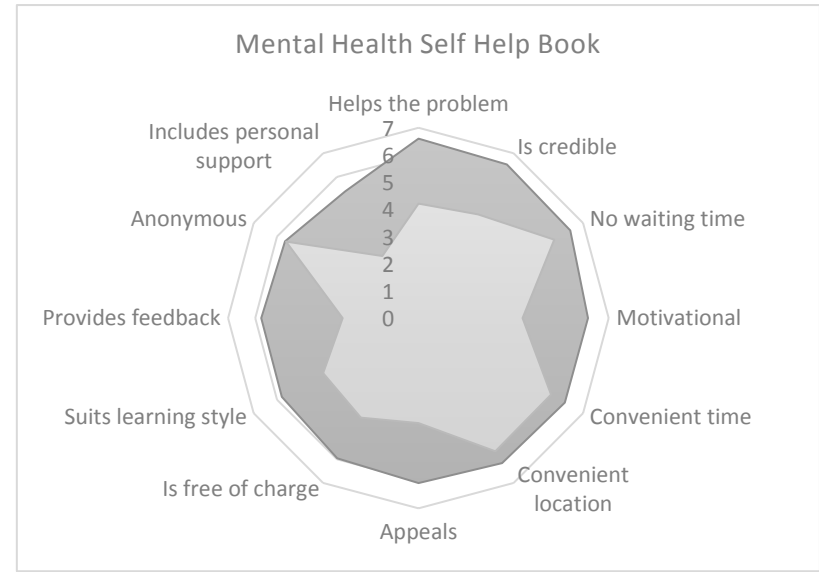 Mental Health Self Help Book
Helps the problem
Is credible
No waiting time
Motivational
Convenient time
Convenient
location
Appeals
Is free of charge
Suits learning style
Provides feedback
Anonymous
Includes personal
support
7
6
5
4
3
2
1
0